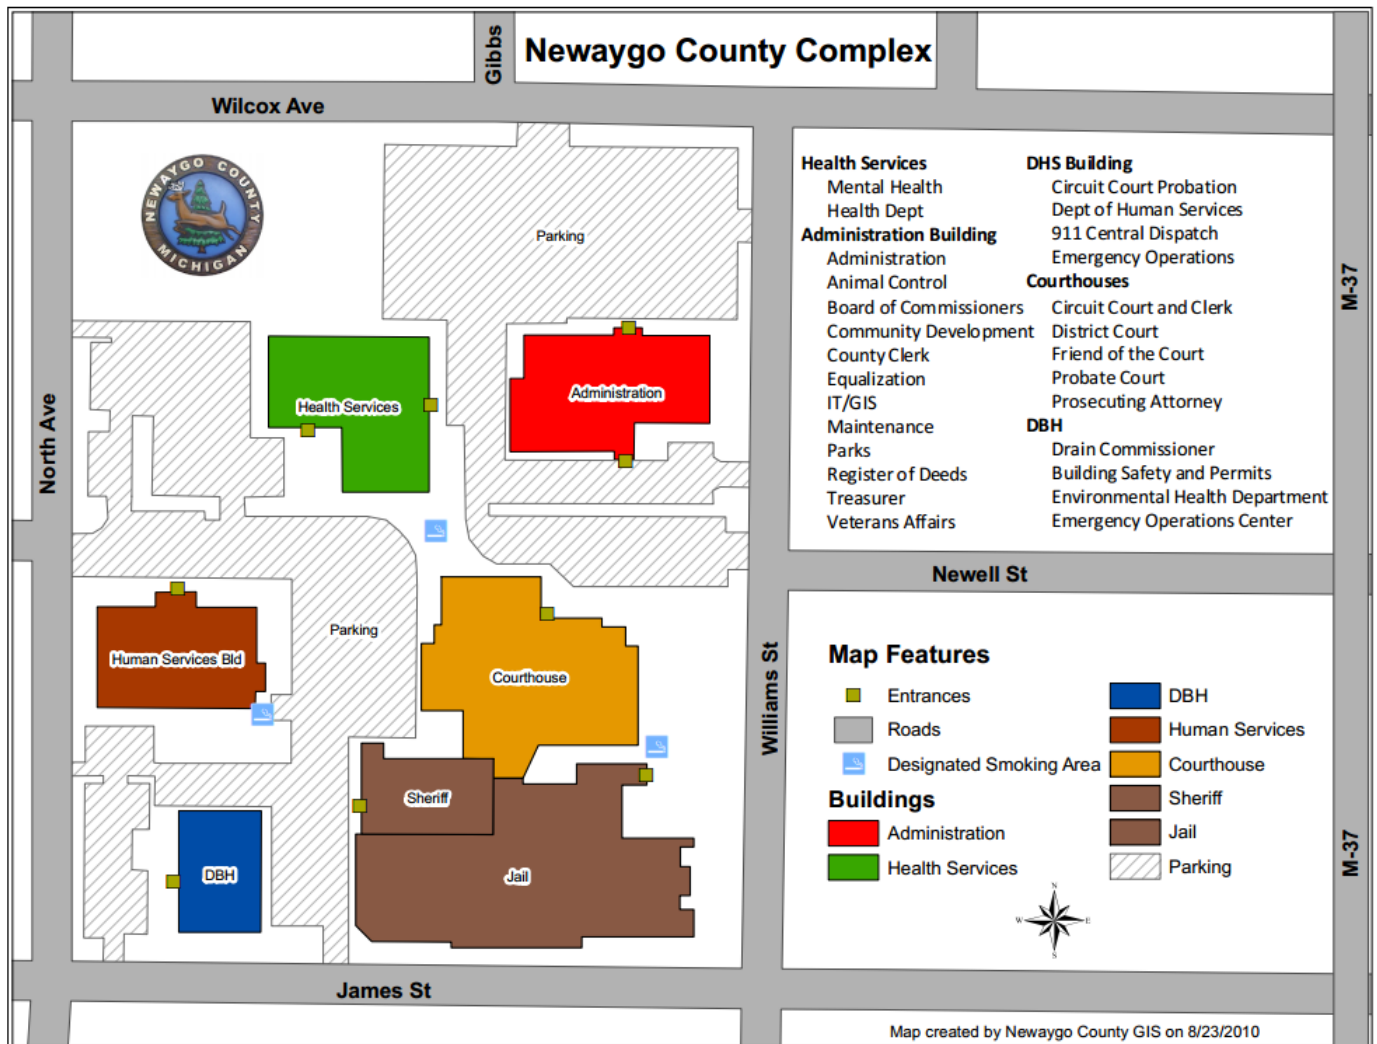 Gibbs
Newaygo County Complex
Wilcox Ave
NEWAYGO COUNTY
MICHIGAN
Parking
Health Services
Mental Health
Health Dept
Administration Building
Administration
Animal Control
Board of Commissioners
Community Development
County Clerk
Equalization
IT/GIS
Maintenance
Parks
Register of Deeds
Treasurer
Veterans Affairs
DHS Building
Circuit Court Probation
Dept of Human Services
911 Central Dispatch
Emergency Operations
Courthouses
Circuit Court and Clerk
District Court
Friend of the Court
Probate Court
Prosecuting Attorney
DBH
Drain Commissioner
Building Safety and Permits
Environmental Health Department
Emergency Operations Center
M-37
North Ave
Health Services
Administration
Newell St
Human Services Bld
Parking
Courthouse
Williams St
Sheriff
DBH
Jail
Map Features
Entrances
Roads
Designated Smoking Area
Buildings
Administration
Health Services
DBH
Human Services
Courthouse
Sheriff
Jail
Parking
M-37
N
W
E
S
James St
Map created by Newaygo County GIS on 8/23/2010